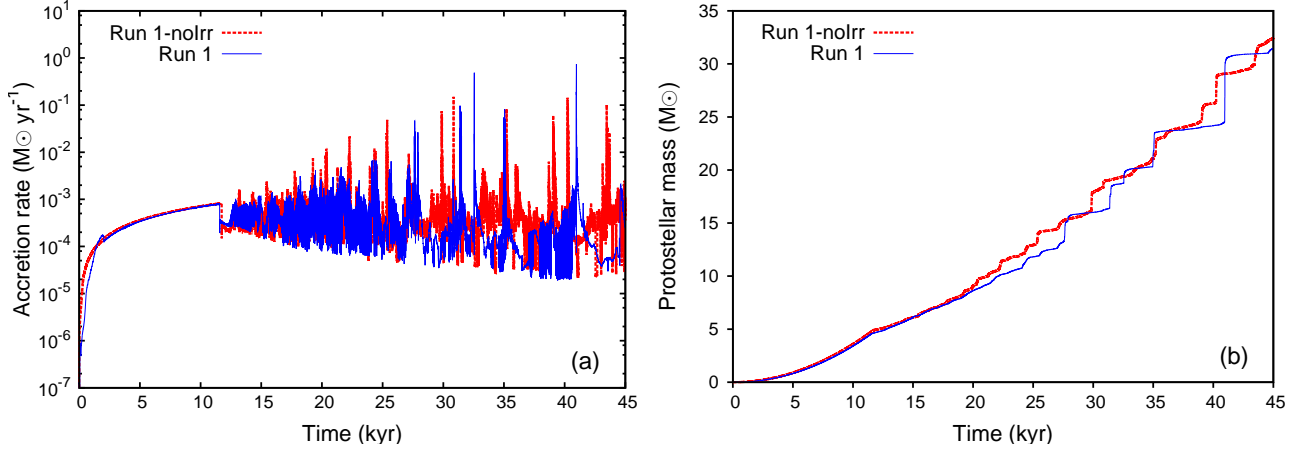 Run 1-noIrr
Run 1
Accretion rate (M☉ yr⁻¹)
10¹
10⁰
10⁻¹
10⁻²
10⁻³
10⁻⁴
10⁻⁵
10⁻⁶
10⁻⁷
0 5 10 15 20 25 30 35 40 45
Time (kyr)
(a)
Run 1-noIrr
Run 1
Protostellar mass (M☉)
35
30
25
20
15
10
5
0
0 5 10 15 20 25 30 35 40 45
Time (kyr)
(b)